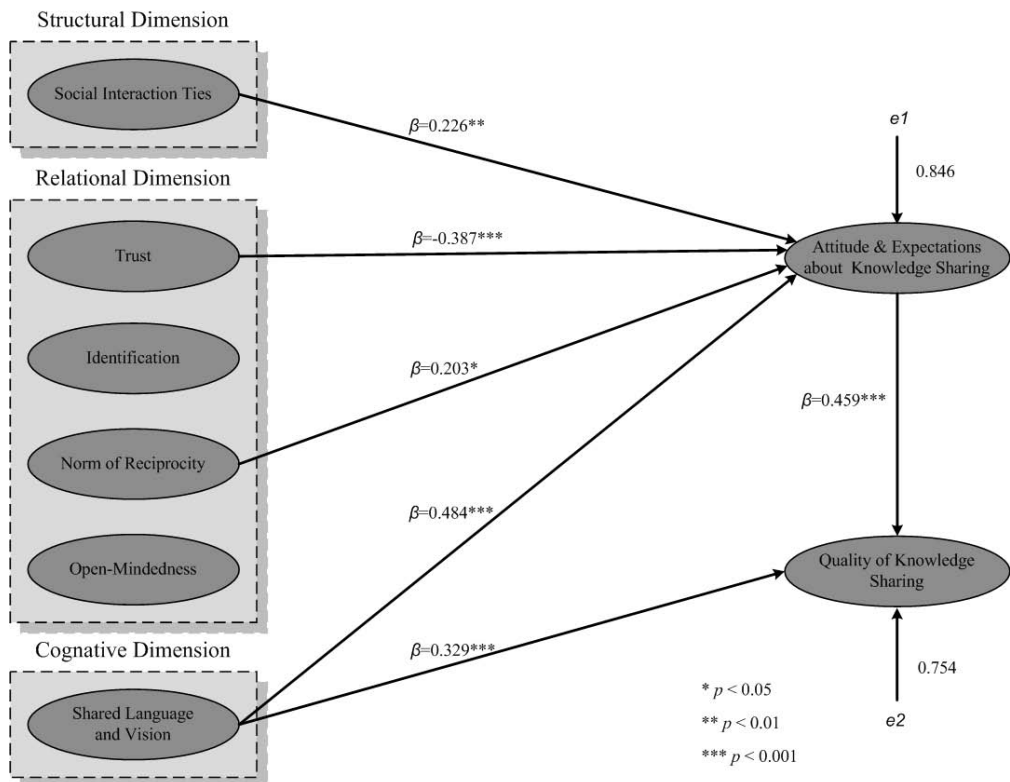 Structural Dimension
Social Interaction Ties
β=0.226**
e1
0.846
Relational Dimension
Trust
β=-0.387***
Attitude & Expectations
about Knowledge Sharing
Identification
β=0.203*
β=0.459***
Norm of Reciprocity
β=0.484***
Open-Mindedness
Quality of Knowledge
Sharing
Cognative Dimension
β=0.329***
Shared Language
and Vision
* p < 0.05
** p < 0.01
*** p < 0.001
0.754
e2